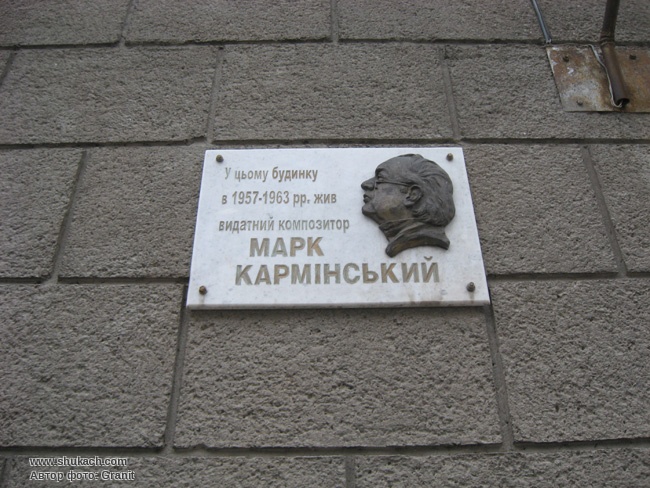 У цьому будинку
в 1957-1963 рр. жив
видатний композитор
МАРК
КАРМІНСЬКИЙ
www.shukach.com
Автор фото: Granit